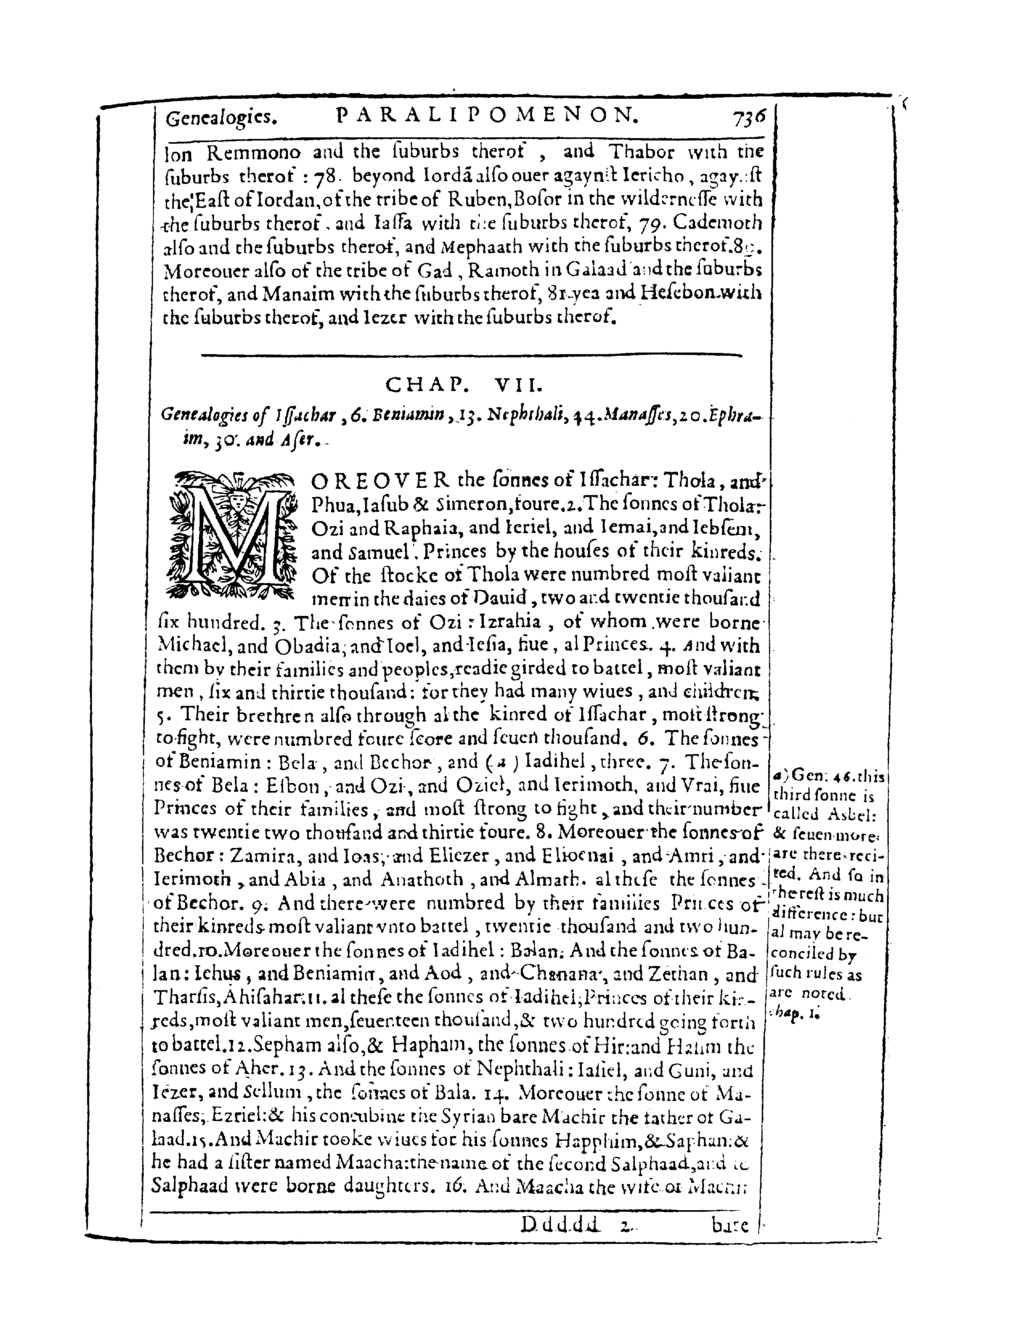 Genealogies. PARALIPOMENON. 736
lon Remmono and the ſuburbs therof , and Thabor with the
ſuburbs therof : 78. beyond Iordā alſo ouer agaynſt Iericho , agaynſt
the Eaſt of Iordan, of the tribe of Ruben, Boſor in the wilderneſſe with
the ſuburbs therof , and Iaſſa with the ſuburbs therof, 79. Cademoth
alſo and the ſuburbs therof, and Mephaath with the ſuburbs therof. 80.
Moreouer alſo of the tribe of Gad , Ramoth in Galaad and the ſuburbs
therof, and Manaim with the ſuburbs therof, 81. yea and Heſebon with
the ſuburbs therof, and Iezer with the ſuburbs therof.
CHAP. VII.
Genealogies of Iſſachar , 6. Beniamin , 13. Nephthali, 14. Manaſſes, 20. Ephra-
im, 30. and Aſer.
MOREOVER the ſonnes of Iſſachar: Thola , and
Phua, Iaſub & Simeron, foure. 2. The ſonnes of Thola:
Ozi and Raphaia, and Ieriel, and Iemai, and Iebſem,
and Samuel. Princes by the houſes of their kinreds.
Of the ſtocke of Thola were numbred moſt valiant
men in the daies of Dauid , two and twentie thouſand
ſix hundred. 3. The ſonnes of Ozi : Izrahia , of whom were borne
Michael, and Obadia, and Ioel, and Ieſia, fiue , al Princes. 4. And with
them by their families and peoples, readie girded to battel , moſt valiant
men , ſix and thirtie thouſand: for they had many wiues , and children.
5. Their brethren alſo through al the kinred of Iſſachar , moſt ſtrong
to fight, were numbred foure ſcore and ſeuen thouſand. 6. The ſonnes
of Beniamin : Bela , and Bechor , and ( a ) Iadihel , three. 7. The ſon-
nes of Bela : Eſbon , and Ozi , and Oziel, and Ierimoth, and Vrai, fiue
Princes of their families , and moſt ſtrong to fight , and their number
was twentie two thouſand and thirtie foure. 8. Moreouer the ſonnes of
Bechor : Zamira, and Ioas, and Eliezer , and Elioenai , and Amri , and
Ierimoth , and Abia , and Anathoth , and Almath. al theſe the ſonnes
of Bechor. 9. And there were numbred by their families Princes of
their kinreds moſt valiant vnto battel , twentie thouſand and two hun-
dred. 10. Moreouer the ſonnes of Iadihel : Balan. And the ſonnes of Ba-
lan : Iehus , and Beniamin , and Aod , and Chanana , and Zethan , and
Tharſis, Ahiſahar. 11. al theſe the ſonnes of Iadihel, Princes of their kin-
reds, moſt valiant men, ſeuenteen thouſand, & two hundred going forth
to battel. 12. Sepham alſo, & Hapham, the ſonnes of Hir: and Haſim the
ſonnes of Aher. 13. And the ſonnes of Nephthali : Iaſiel, and Guni, and
Iezer, and Sellum , the ſonnes of Bala. 14. Moreouer the ſonne of Ma-
naſſes, Ezriel: & his concubine the Syrian bare Machir the father of Ga-
laad. 15. And Machir tooke wiues for his ſonnes Happhim, & Saphan: &
he had a ſiſter named Maacha: the name of the ſecond Salphaad, and to
Salphaad were borne daughters. 16. And Maacha the wife of Machir
Ddddd 2. bare
a) Gen. 46. this
third ſonne is
called Asbel:
& ſeuen more
are there reci-
ted. And ſo in
the reſt is much
difference : but
al may be re-
conciled by
ſuch rules as
are noted
chap. 1.